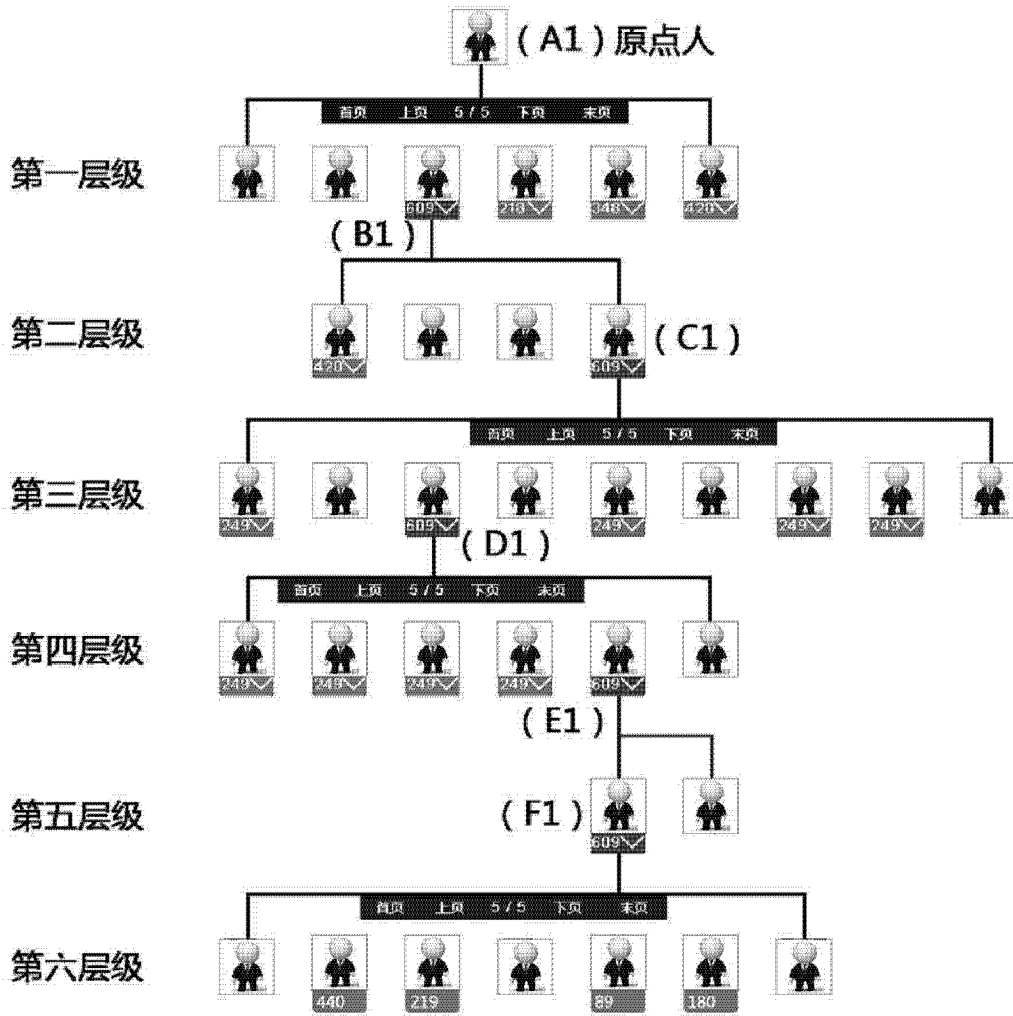 (A1)原点人
首页 上页 5/5 下页 末页
第一层级
609 218 348 420
(B1)
第二层级
(C1)
420 609
首页 上页 5/5 下页 末页
第三层级
249 609 249 249 249
(D1)
首页 上页 5/5 下页 末页
第四层级
249 249 249 249 609
(E1)
第五层级
(F1)
609
首页 上页 5/5 下页 末页
第六层级
440 219 89 180